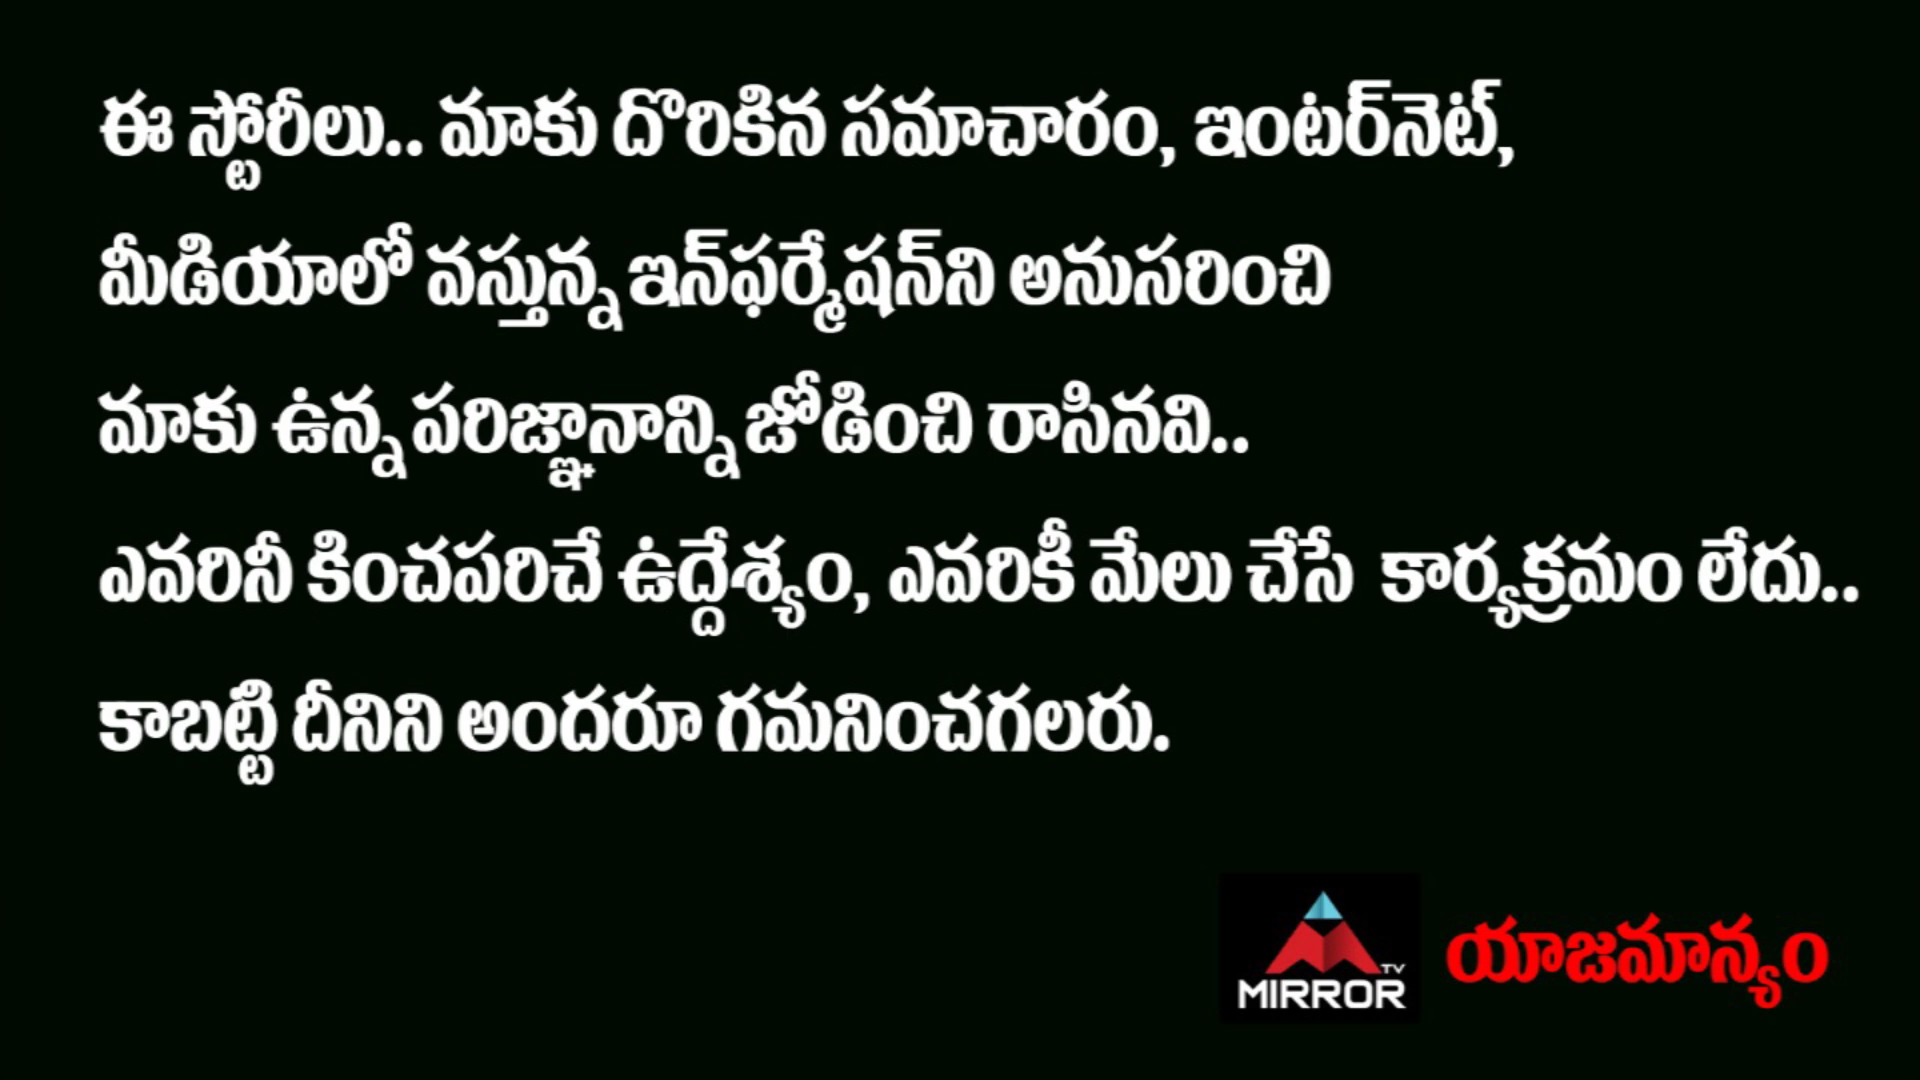 ఈ స్టోరీలు.. మాకు దొరికిన సమాచారం, ఇంటర్‌నెట్,
మీడియాలో వస్తున్న ఇన్‌ఫర్మేషన్‌ని అనుసరించి
మాకు ఉన్న పరిజ్ఞానాన్ని జోడించి రాసినవి..
ఎవరినీ కించపరిచే ఉద్దేశ్యం, ఎవరికీ మేలు చేసే కార్యక్రమం లేదు..
కాబట్టి దీనిని అందరూ గమనించగలరు.
TV
MIRROR
యాజమాన్యం